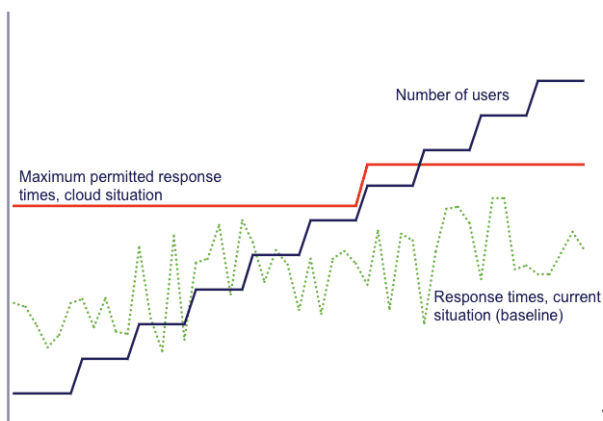 Number of users
Maximum permitted response
times, cloud situation
Response times, current
situation (baseline)